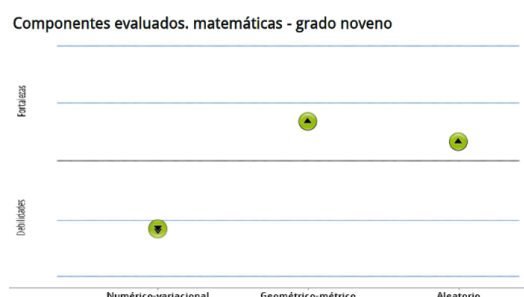 Componentes evaluados. matemáticas - grado noveno
Fortalezas
Debilidades
Numérico-variacional
Geométrico-métrico
Aleatorio